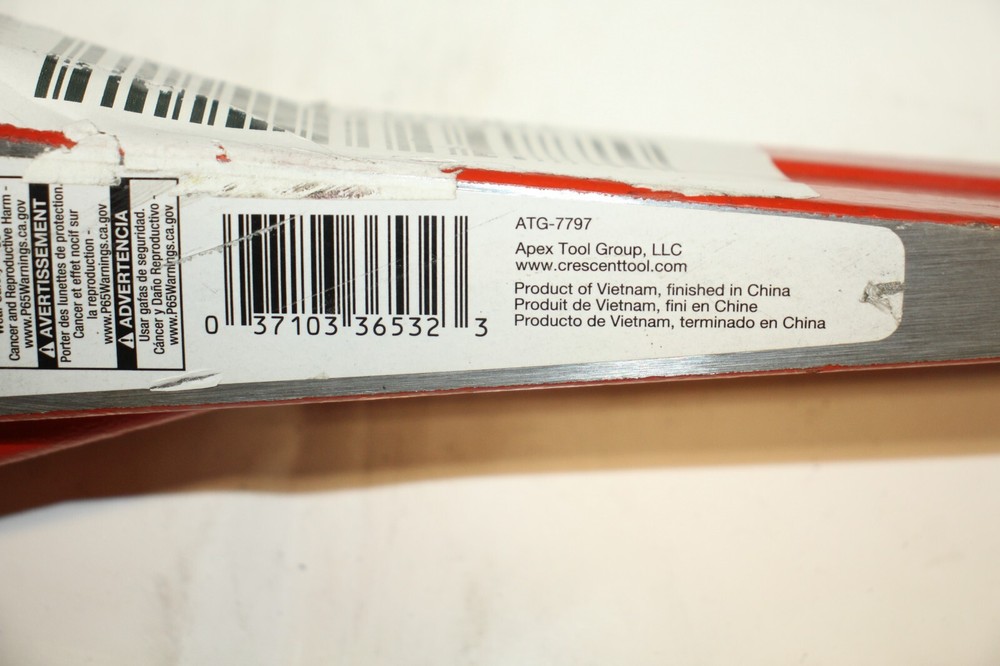 Cancer and Reproductive Harm -
www.P65Warnings.ca.gov
AVERTISSEMENT
Porter des lunettes de protection.
Cancer et effet nocif sur
la reproduction -
www.P65Warnings.ca.gov
ADVERTENCIA
Usar gafas de seguridad.
Cáncer y Daño Reproductivo -
www.P65Warnings.ca.gov
0 37103 36532 3
ATG-7797
Apex Tool Group, LLC
www.crescenttool.com
Product of Vietnam, finished in China
Produit de Vietnam, fini en Chine
Producto de Vietnam, terminado en China